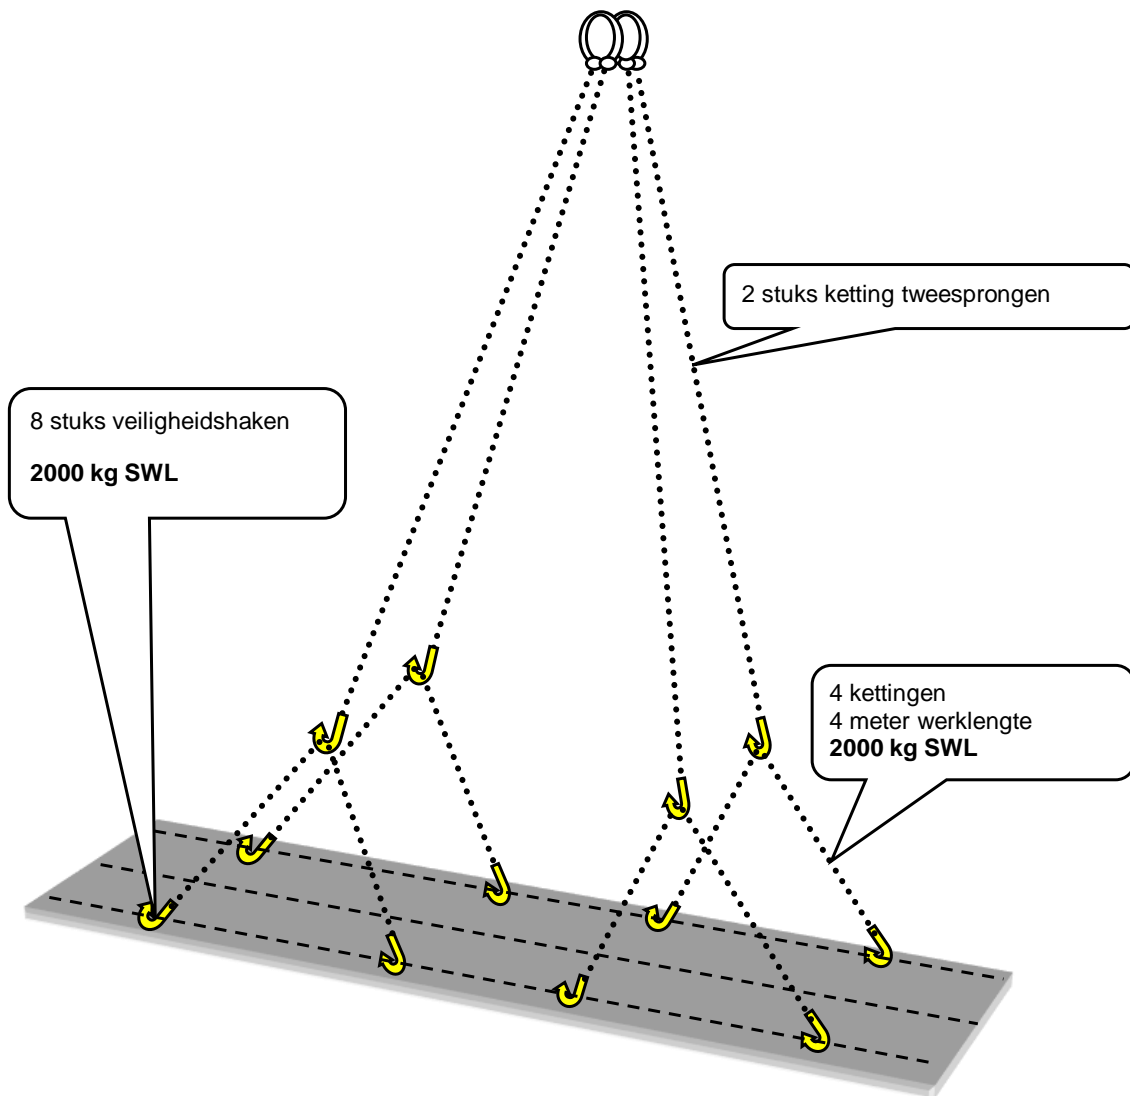 2 stuks ketting tweesprongen
8 stuks veiligheidshaken
2000 kg SWL
4 kettingen
4 meter werklengte
2000 kg SWL